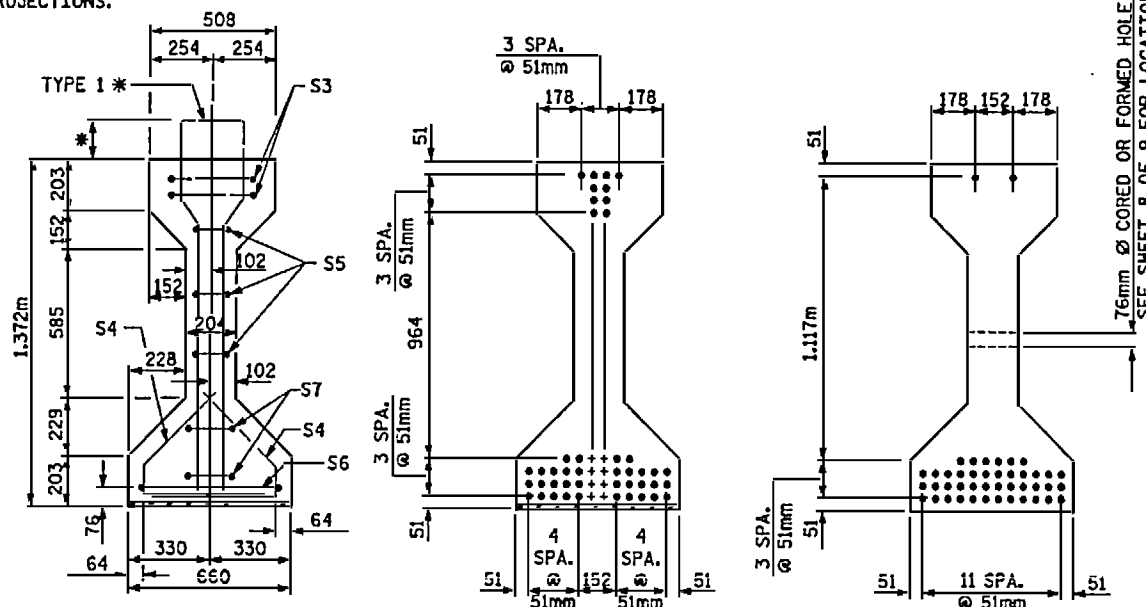 ROJECTIONS.
508
254 254
TYPE 1 *
S3
*
203
152
102
S5
152
585
1.372m
204
S4
228
102
S7
S4
S6
229
203
76
64
330 330
64
660
3 SPA.
@ 51mm
178 178
51
3 SPA.
@ 51mm
964
3 SPA.
@ 51mm
51
4
SPA.
@
51mm
4
SPA.
@
51mm
51 152 51
178 152 178
51
1.117m
3 SPA.
@ 51mm
51
51 11 SPA. 51
@ 51mm
76mm Ø CORED OR FORMED HOLE
SEE SHEET 8 OF 9 FOR LOCATION